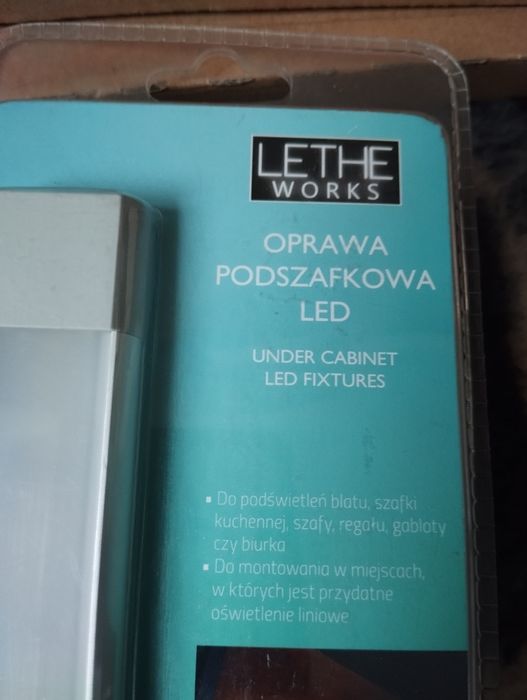 LETHE
WORKS
OPRAWA
PODSZAFKOWA
LED
UNDER CABINET
LED FIXTURES
▪ Do podświetleń blatu, szafki
kuchennej, szafy, regału, gabloty
czy biurka
▪ Do montowania w miejscach,
w których jest przydatne
oświetlenie liniowe